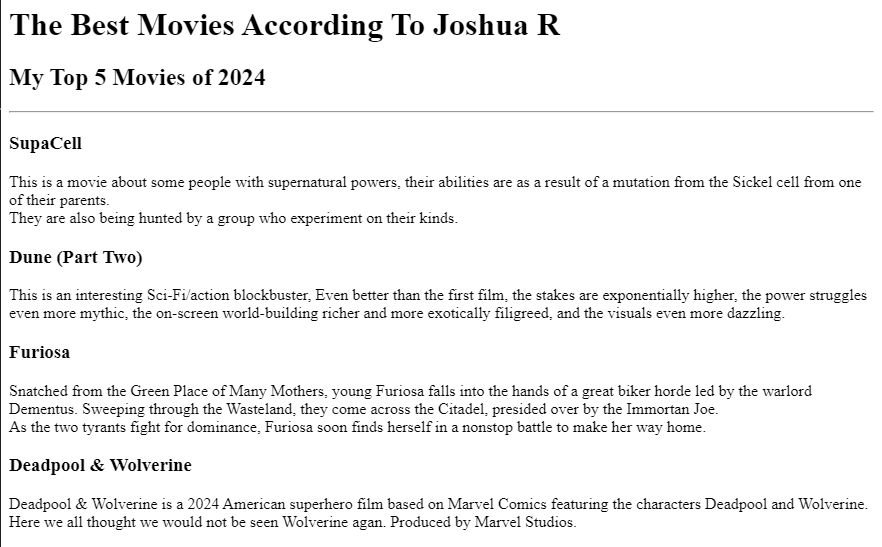 The Best Movies According To Joshua R
My Top 5 Movies of 2024
SupaCell
This is a movie about some people with supernatural powers, their abilities are as a result of a mutation from the Sickel cell from one
of their parents.
They are also being hunted by a group who experiment on their kinds.
Dune (Part Two)
This is an interesting Sci-Fi/action blockbuster, Even better than the first film, the stakes are exponentially higher, the power struggles
even more mythic, the on-screen world-building richer and more exotically filigreed, and the visuals even more dazzling.
Furiosa
Snatched from the Green Place of Many Mothers, young Furiosa falls into the hands of a great biker horde led by the warlord
Dementus. Sweeping through the Wasteland, they come across the Citadel, presided over by the Immortan Joe.
As the two tyrants fight for dominance, Furiosa soon finds herself in a nonstop battle to make her way home.
Deadpool & Wolverine
Deadpool & Wolverine is a 2024 American superhero film based on Marvel Comics featuring the characters Deadpool and Wolverine.
Here we all thought we would not be seen Wolverine agan. Produced by Marvel Studios.